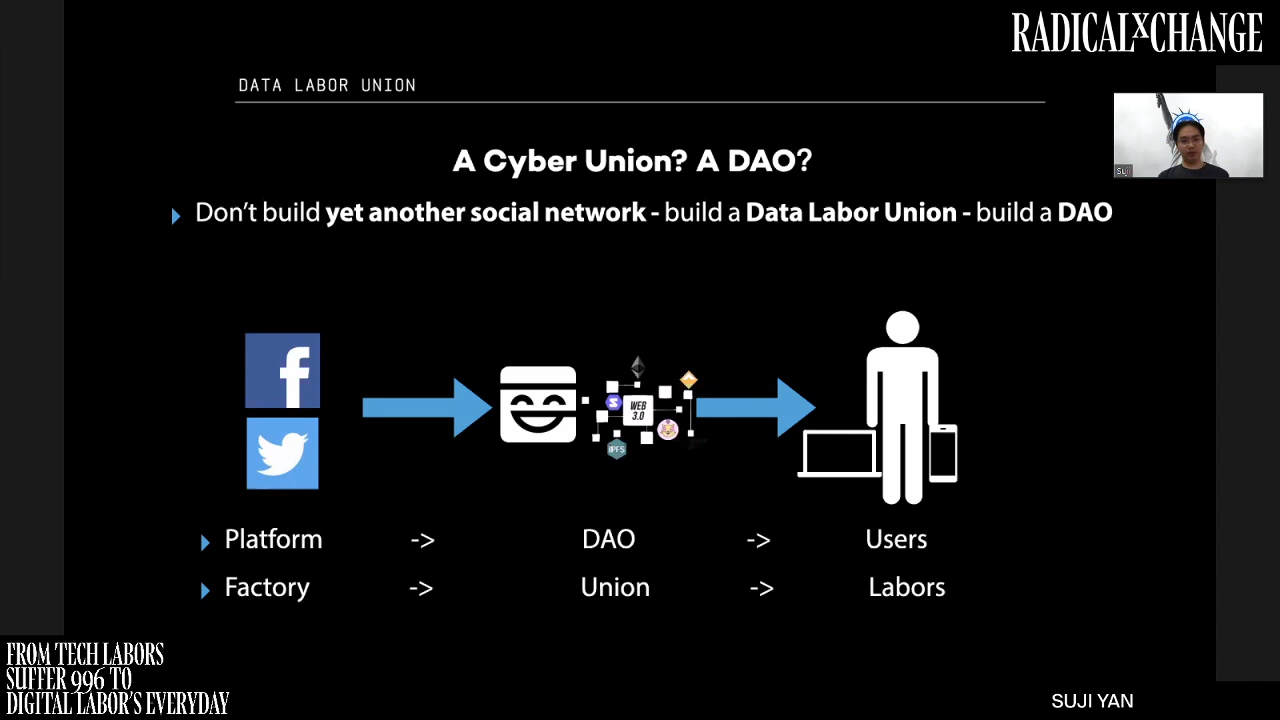 RADICALXCHANGE
DATA LABOR UNION
A Cyber Union? A DAO?
Don't build yet another social network - build a Data Labor Union - build a DAO
WEB
3.0
IPFS
Suji
Platform -> DAO -> Users
Factory -> Union -> Labors
FROM TECH LABORS
SUFFER 996 TO
DIGITAL LABOR'S EVERYDAY
SUJI YAN